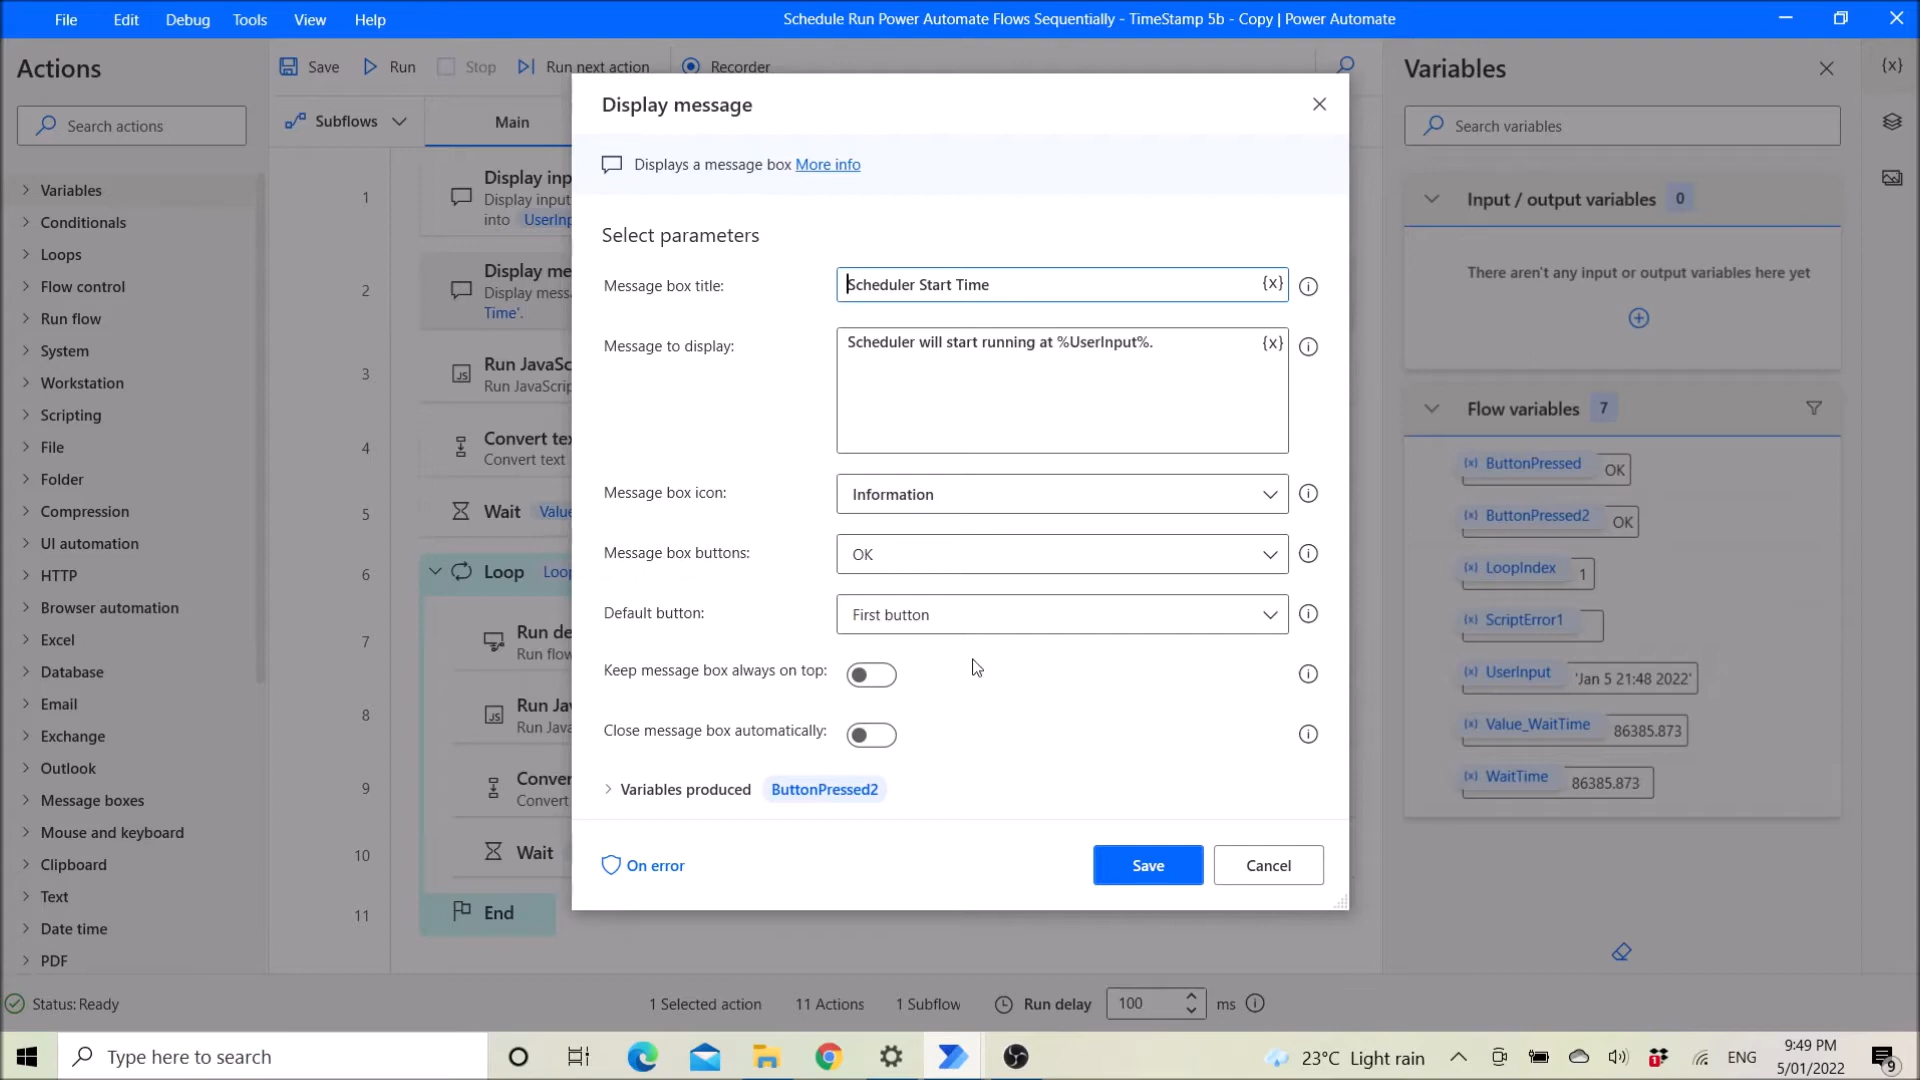 File Edit Debug Tools View Help
Schedule Run Power Automate Flows Sequentially - TimeStamp 5b - Copy | Power Automate
Actions
Search actions
Variables
Conditionals
Loops
Flow control
Run flow
System
Workstation
Scripting
File
Folder
Compression
UI automation
HTTP
Browser automation
Excel
Database
Email
Exchange
Outlook
Message boxes
Mouse and keyboard
Clipboard
Text
Date time
PDF
Save Run Stop Run next action Recorder
Subflows Main
1 Display inp
Display input
into UserInp
2 Display me
Display messa
Time'.
3 Run JavaSc
Run JavaScrip
4 Convert tex
Convert text
5 Wait Value
6 Loop Loop
7 Run de
Run flow
8 Run Jav
Run Java
9 Conver
Convert
10 Wait
11 End
Display message
Displays a message box More info
Select parameters
Message box title: Scheduler Start Time {x}
Message to display: Scheduler will start running at %UserInput%. {x}
Message box icon: Information
Message box buttons: OK
Default button: First button
Keep message box always on top:
Close message box automatically:
Variables produced ButtonPressed2
On error
Save Cancel
Variables
{x}
Search variables
Input / output variables 0
There aren't any input or output variables here yet
Flow variables 7
(x) ButtonPressed OK
(x) ButtonPressed2 OK
(x) LoopIndex 1
(x) ScriptError1
(x) UserInput 'Jan 5 21:48 2022'
(x) Value_WaitTime 86385.873
(x) WaitTime 86385.873
Status: Ready 1 Selected action 11 Actions 1 Subflow Run delay 100 ms
Type here to search
23°C Light rain
1
ENG
9:49 PM
5/01/2022
9